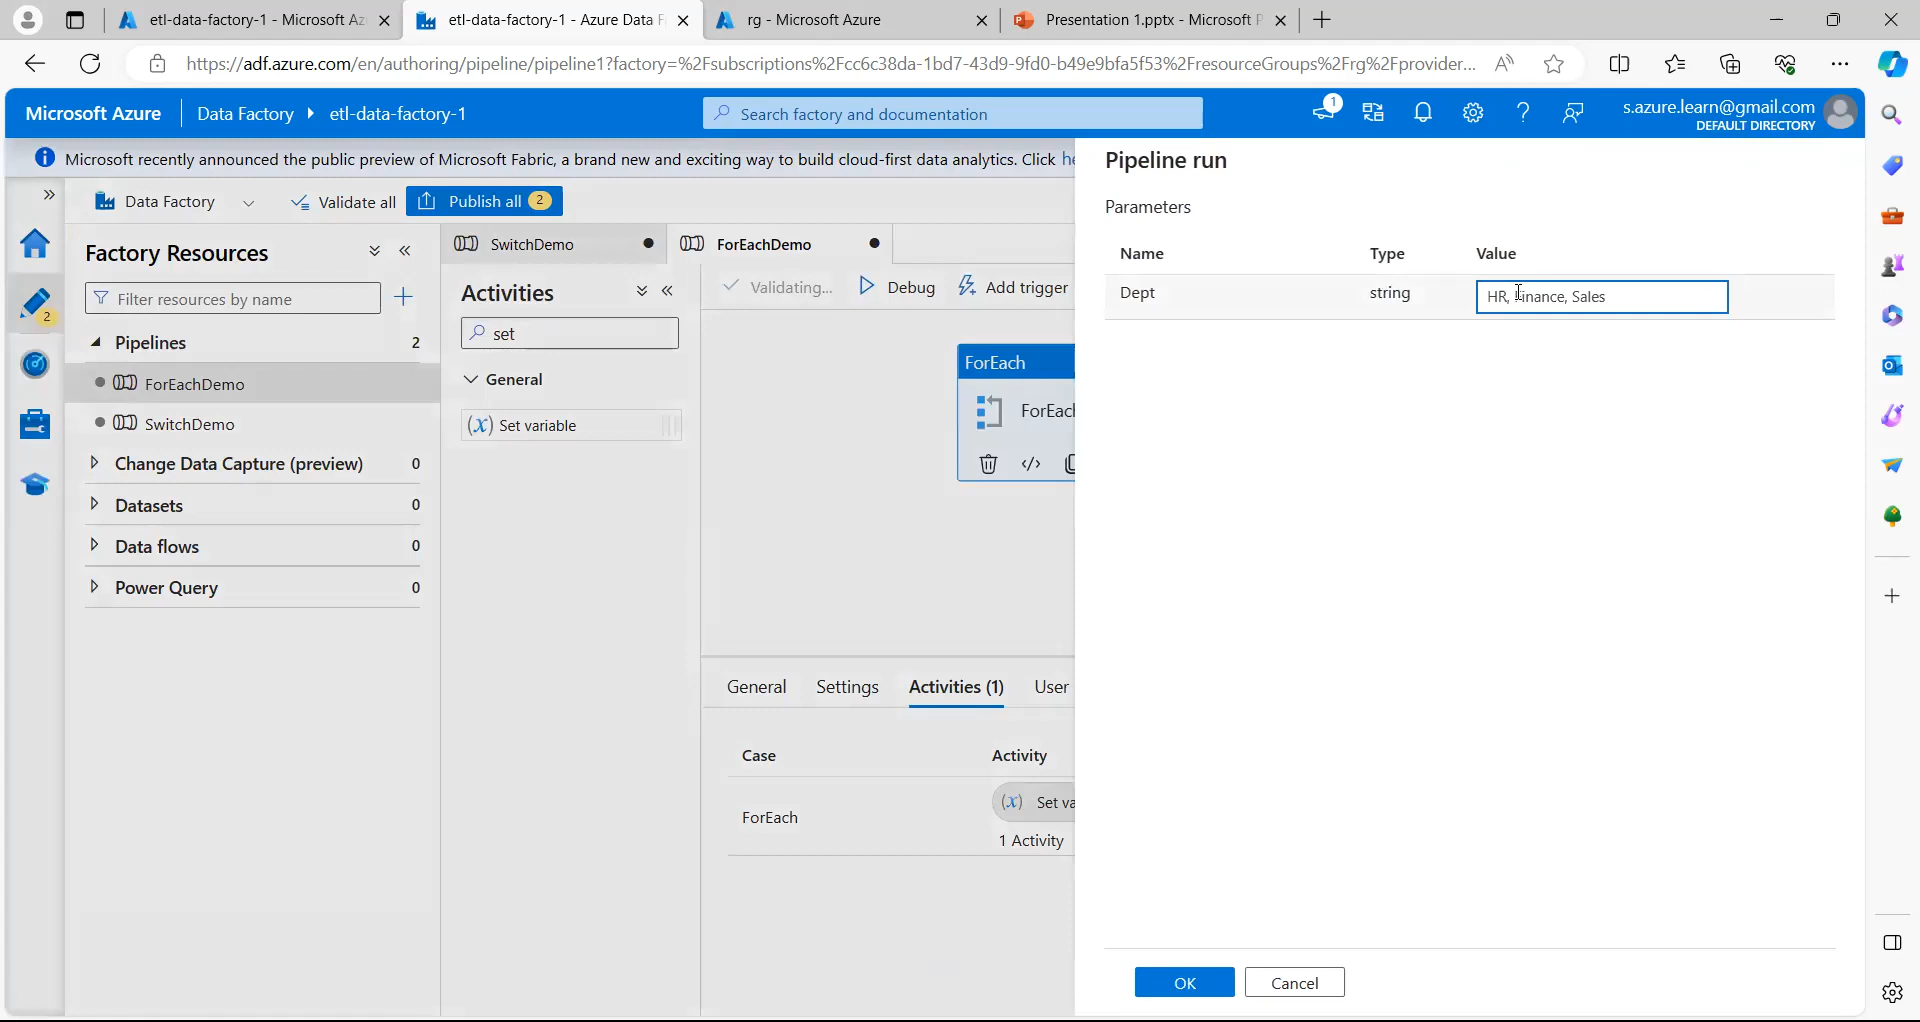 etl-data-factory-1 - Microsoft Az
etl-data-factory-1 - Azure Data F
rg - Microsoft Azure
Presentation 1.pptx - Microsoft P
https://adf.azure.com/en/authoring/pipeline/pipeline1?factory=%2Fsubscriptions%2Fcc6c38da-1bd7-43d9-9fd0-b49e9bfa5f53%2FresourceGroups%2Frg%2Fprovider...
Microsoft Azure
Data Factory
etl-data-factory-1
Search factory and documentation
1
s.azure.learn@gmail.com
DEFAULT DIRECTORY
Microsoft recently announced the public preview of Microsoft Fabric, a brand new and exciting way to build cloud-first data analytics. Click he
Data Factory
Validate all
Publish all 2
2
Factory Resources
Filter resources by name
Pipelines 2
ForEachDemo
SwitchDemo
Change Data Capture (preview) 0
Datasets 0
Data flows 0
Power Query 0
SwitchDemo
ForEachDemo
Activities
set
General
(x) Set variable
Validating...
Debug
Add trigger
ForEach
ForEach
General
Settings
Activities (1)
User
Case
Activity
ForEach
(x) Set va
1 Activity
Pipeline run
Parameters
Name Type Value
Dept string HR, Finance, Sales
OK
Cancel